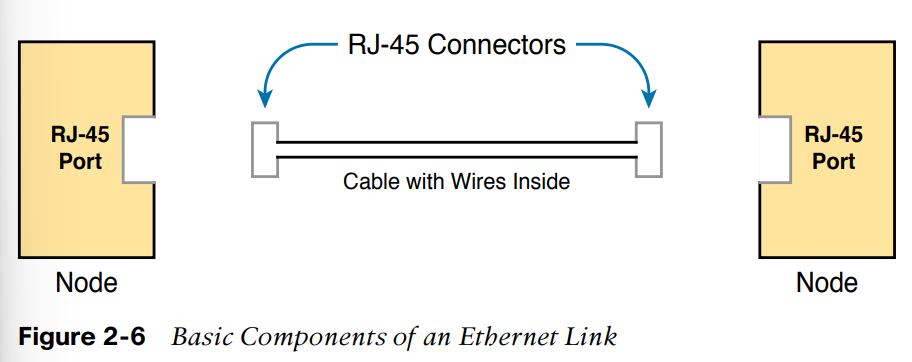 RJ-45 Connectors
RJ-45
Port
RJ-45
Port
Cable with Wires Inside
Node
Node
Figure 2-6 Basic Components of an Ethernet Link